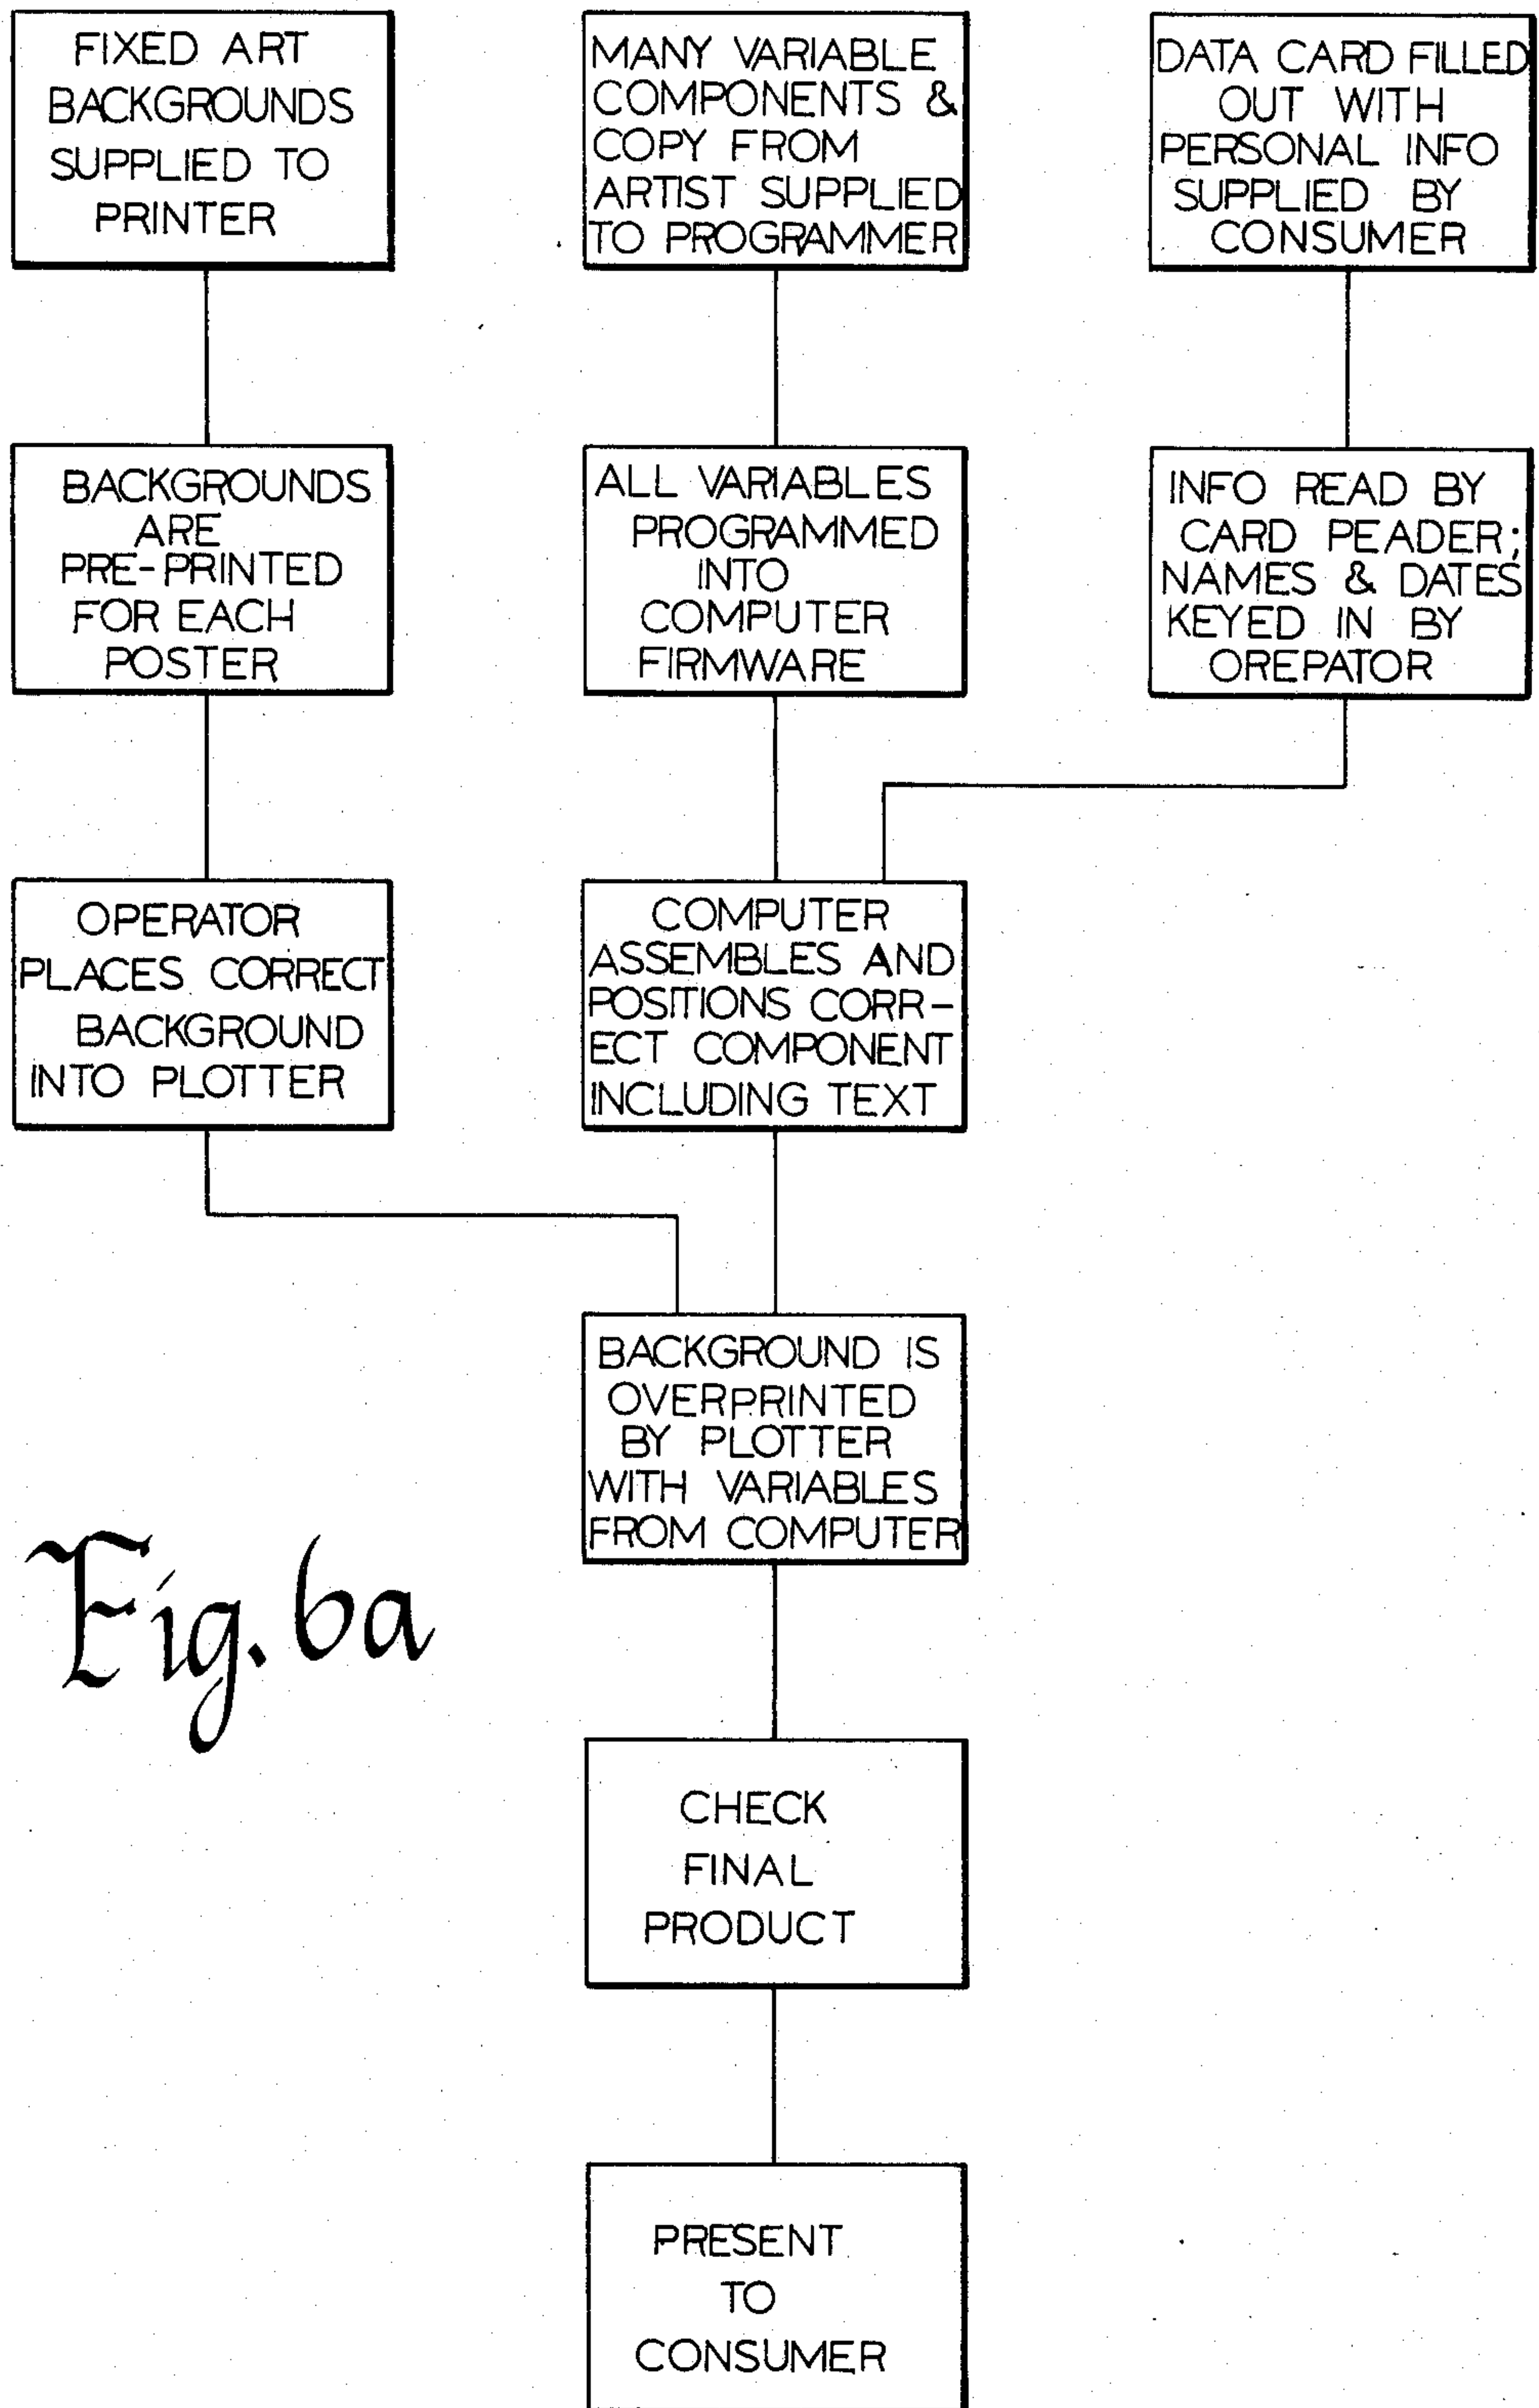 FIXED ART
BACKGROUNDS
SUPPLIED TO
PRINTER
MANY VARIABLE
COMPONENTS &
COPY FROM
ARTIST SUPPLIED
TO PROGRAMMER
DATA CARD FILLED
OUT WITH
PERSONAL INFO
SUPPLIED BY
CONSUMER
BACKGROUNDS
ARE
PRE-PRINTED
FOR EACH
POSTER
ALL VARIABLES
PROGRAMMED
INTO
COMPUTER
FIRMWARE
INFO READ BY
CARD PEADER;
NAMES & DATES
KEYED IN BY
OREPATOR
OPERATOR
PLACES CORRECT
BACKGROUND
INTO PLOTTER
COMPUTER
ASSEMBLES AND
POSITIONS CORR-
ECT COMPONENT
INCLUDING TEXT
BACKGROUND IS
OVERPRINTED
BY PLOTTER
WITH VARIABLES
FROM COMPUTER
Fig. 6a
CHECK
FINAL
PRODUCT
PRESENT
TO
CONSUMER